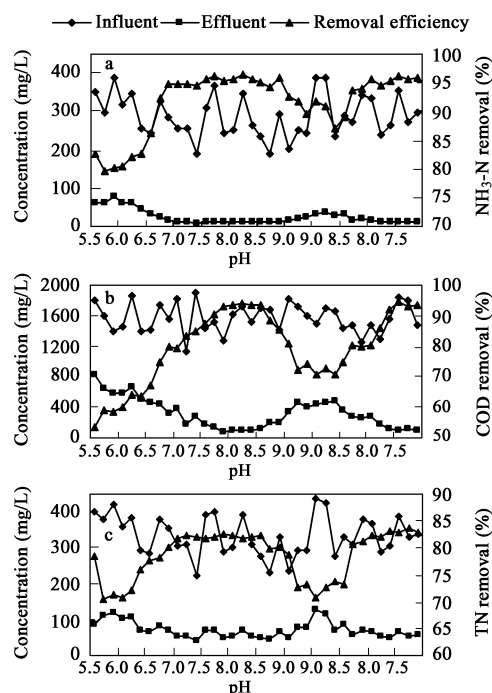 Influent Effluent Removal efficiency
a
Concentration (mg/L)
400
300
200
100
0
100
95
90
85
80
75
70
NH3-N removal (%)
5.5 6.0 6.5 7.0 7.5 8.0 8.5 9.0 9.0 8.5 8.0 7.5
pH
b
Concentration (mg/L)
2000
1600
1200
800
400
0
100
90
80
70
60
50
COD removal (%)
5.5 6.0 6.5 7.0 7.5 8.0 8.5 9.0 9.0 8.5 8.0 7.5
pH
c
Concentration (mg/L)
400
300
200
100
0
90
85
80
75
70
65
60
TN removal (%)
5.5 6.0 6.5 7.0 7.5 8.0 8.5 9.0 9.0 8.5 8.0 7.5
pH